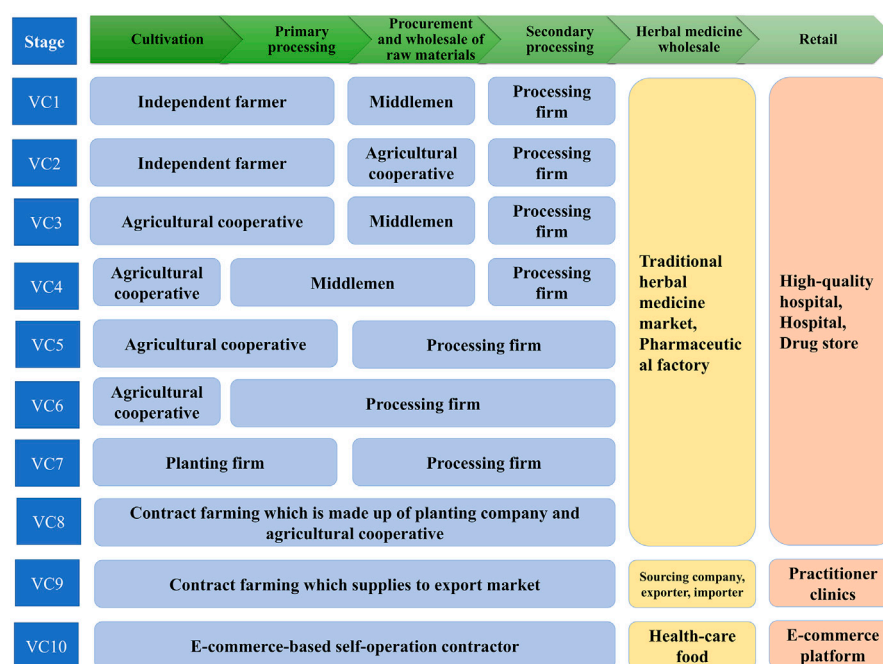 Stage
Cultivation
Primary
processing
Procurement
and wholesale of
raw materials
Secondary
processing
Herbal medicine
wholesale
Retail
VC1
Independent farmer
Middlemen
Processing
firm
VC2
Independent farmer
Agricultural
cooperative
Processing
firm
VC3
Agricultural cooperative
Middlemen
Processing
firm
VC4
Agricultural
cooperative
Middlemen
Processing
firm
VC5
Agricultural cooperative
Processing firm
VC6
Agricultural
cooperative
Processing firm
VC7
Planting firm
Processing firm
VC8
Contract farming which is made up of planting company and
agricultural cooperative
Traditional
herbal
medicine
market,
Pharmaceutic
al factory
High-quality
hospital,
Hospital,
Drug store
VC9
Contract farming which supplies to export market
Sourcing company,
exporter, importer
Practitioner
clinics
VC10
E-commerce-based self-operation contractor
Health-care
food
E-commerce
platform